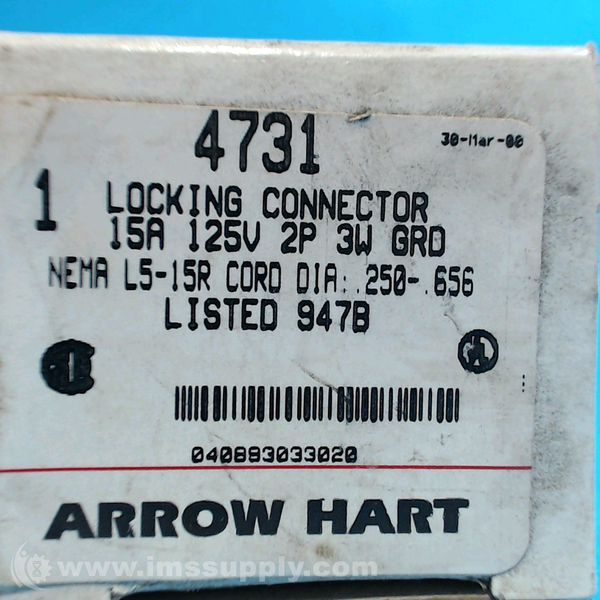 4731
30-Mar-00
1
LOCKING CONNECTOR
15A 125V 2P 3W GRD
NEMA L5-15R CORD DIA: .250-.656
LISTED 947B
040893033020
ARROW HART
www.imssupply.com